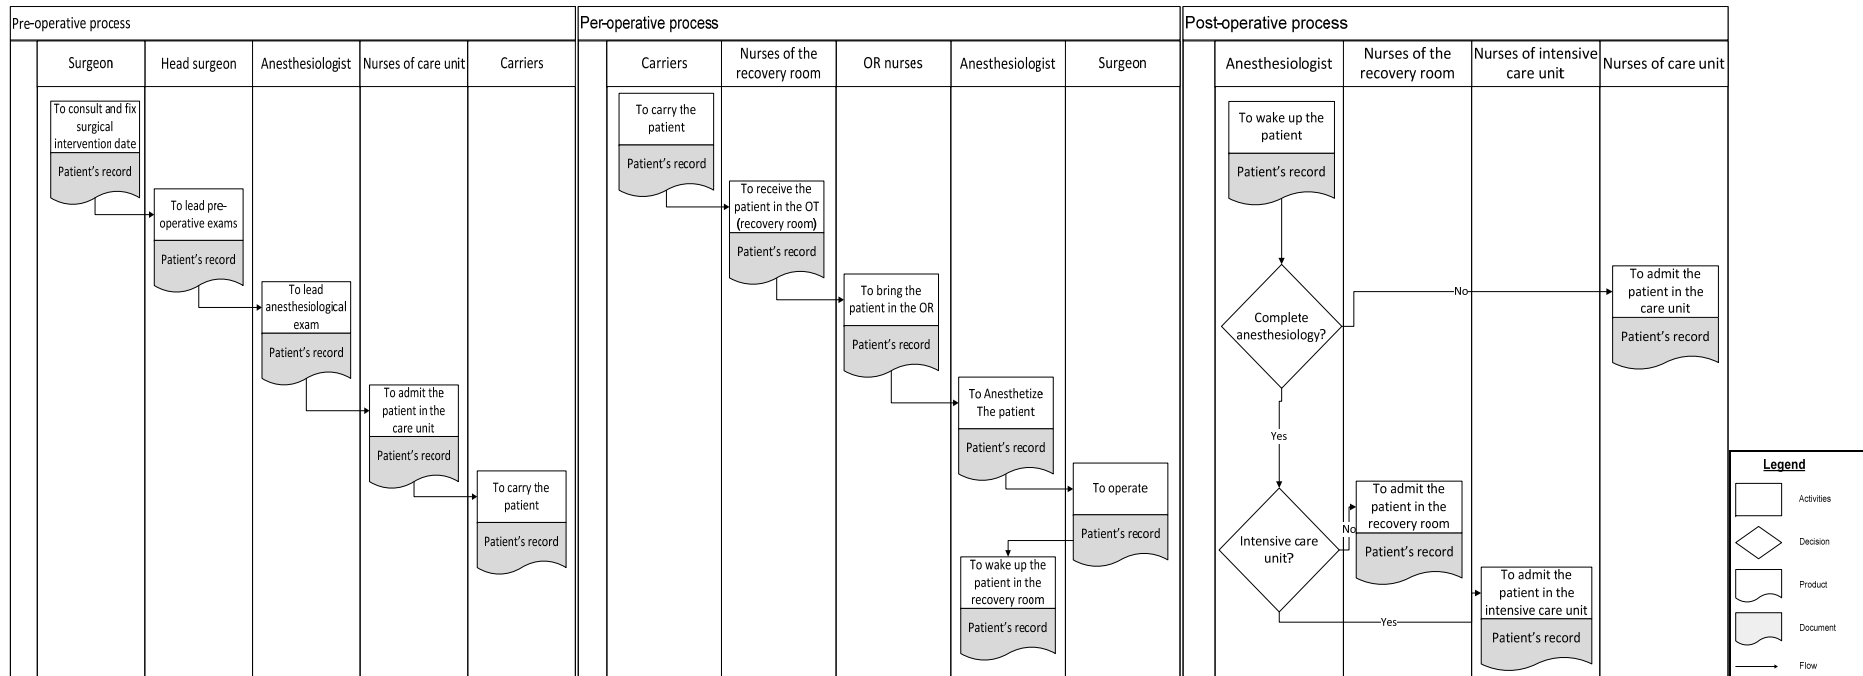 Pre-operative process
Surgeon
Head surgeon
Anesthesiologist
Nurses of care unit
Carriers
To consult and fix
surgical
intervention date
Patient's record
To lead pre-
operative exams
Patient's record
To lead
anesthesiological
exam
Patient's record
To admit the
patient in the
care unit
Patient's record
To carry the
patient
Patient's record
Per-operative process
Carriers
Nurses of the
recovery room
OR nurses
Anesthesiologist
Surgeon
To carry the
patient
Patient's record
To receive the
patient in the OT
(recovery room)
Patient's record
To bring the
patient in the OR
Patient's record
To Anesthetize
The patient
Patient's record
To operate
Patient's record
To wake up the
patient in the
recovery room
Patient's record
Post-operative process
Anesthesiologist
Nurses of the
recovery room
Nurses of intensive
care unit
Nurses of care unit
To wake up the
patient
Patient's record
Complete
anesthesiology?
No
To admit the
patient in the
care unit
Patient's record
Yes
Intensive care
unit?
No
To admit the
patient in the
recovery room
Patient's record
Yes
To admit the
patient in the
intensive care unit
Patient's record
Legend
Activities
Decision
Product
Document
Flow